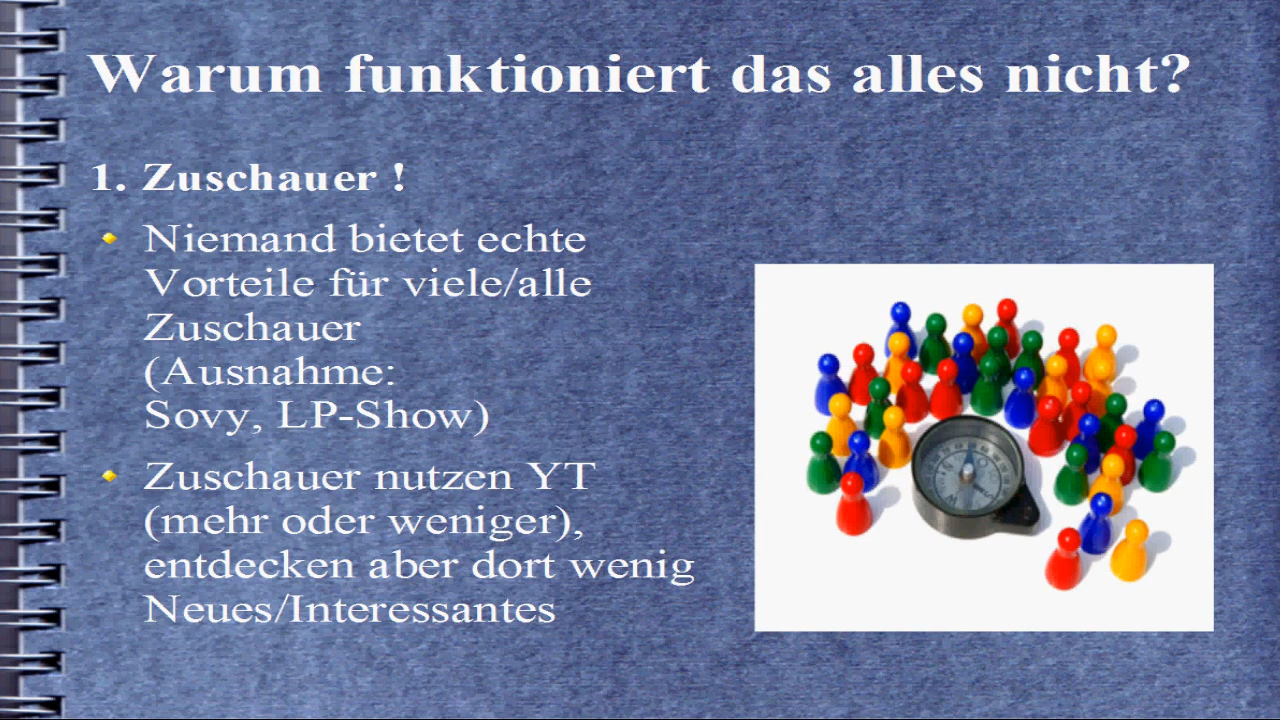 Warum funktioniert das alles nicht?
1. Zuschauer !
Niemand bietet echte
Vorteile für viele/alle
Zuschauer
(Ausnahme:
Sovy, LP-Show)
Zuschauer nutzen YT
(mehr oder weniger),
entdecken aber dort wenig
Neues/Interessantes